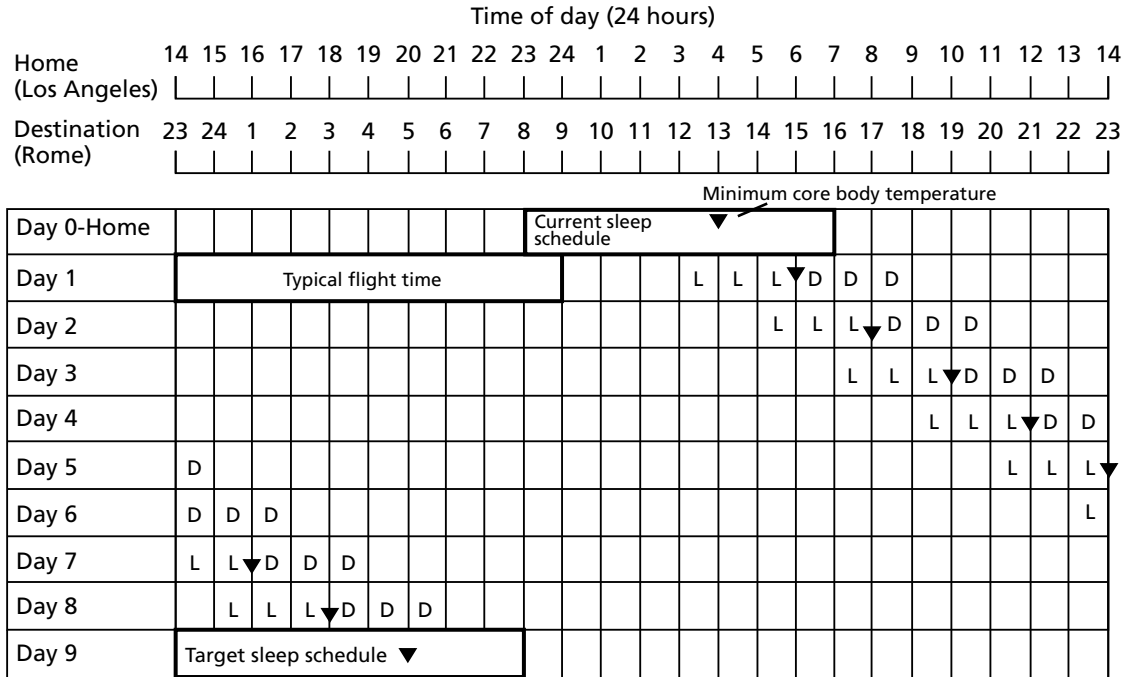 Time of day (24 hours)
Home
(Los Angeles)
14 15 16 17 18 19 20 21 22 23 24 1 2 3 4 5 6 7 8 9 10 11 12 13 14
Destination
(Rome)
23 24 1 2 3 4 5 6 7 8 9 10 11 12 13 14 15 16 17 18 19 20 21 22 23
Minimum core body temperature
Day 0-Home
Current sleep
schedule
Day 1 Typical flight time L L L D D D
Day 2 L L L D D D
Day 3 L L L D D D
Day 4 L L L D D
Day 5 D L L L
Day 6 D D D L
Day 7 L L D D D
Day 8 L L L D D D
Day 9 Target sleep schedule